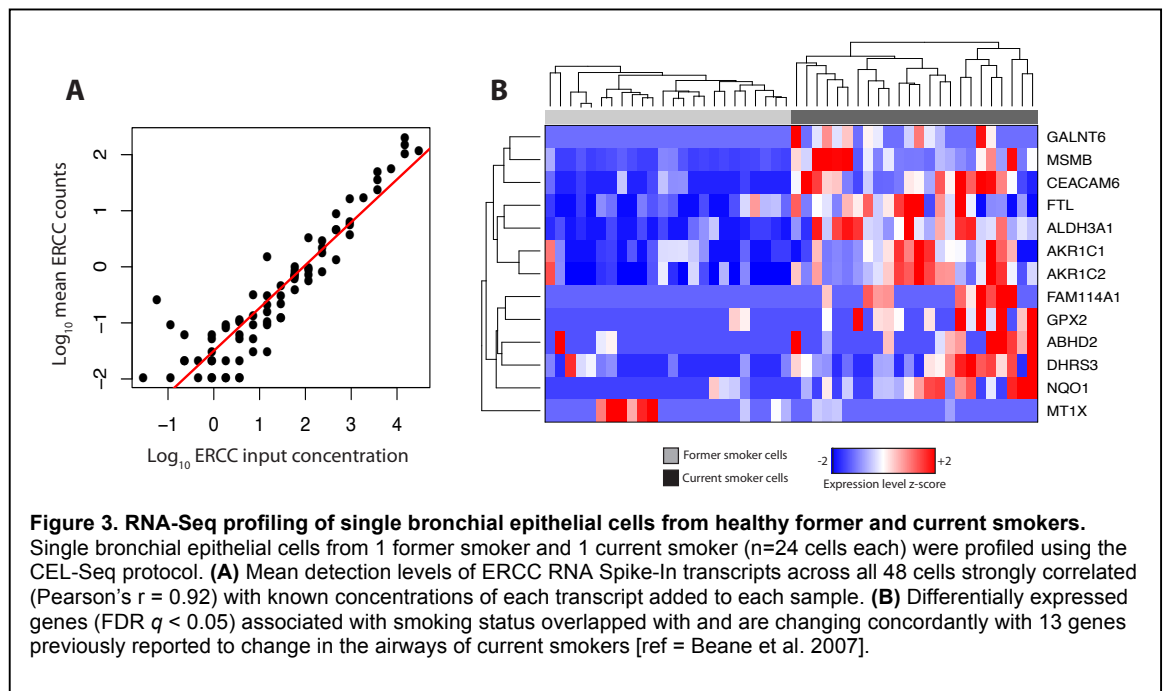 A
B
Log10 mean ERCC counts
2
1
0
−1
−2
−1 0 1 2 3 4
Log10 ERCC input concentration
GALNT6
MSMB
CEACAM6
FTL
ALDH3A1
AKR1C1
AKR1C2
FAM114A1
GPX2
ABHD2
DHRS3
NQO1
MT1X
Former smoker cells
Current smoker cells
-2 +2
Expression level z-score
Figure 3. RNA-Seq profiling of single bronchial epithelial cells from healthy former and current smokers.
Single bronchial epithelial cells from 1 former smoker and 1 current smoker (n=24 cells each) were profiled using the
CEL-Seq protocol. (A) Mean detection levels of ERCC RNA Spike-In transcripts across all 48 cells strongly correlated
(Pearson's r = 0.92) with known concentrations of each transcript added to each sample. (B) Differentially expressed
genes (FDR q < 0.05) associated with smoking status overlapped with and are changing concordantly with 13 genes
previously reported to change in the airways of current smokers [ref = Beane et al. 2007].